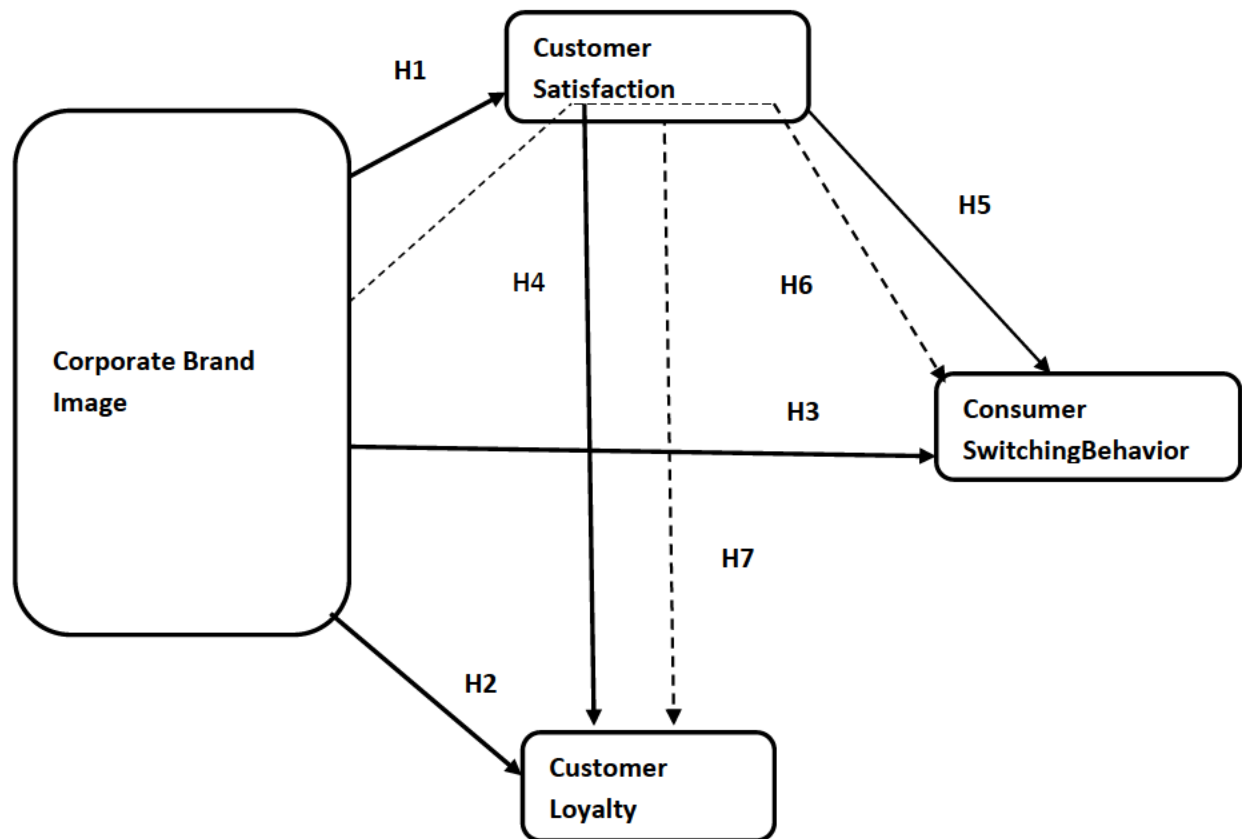 Customer
Satisfaction
H1
H5
H4
H6
Corporate Brand
Image
H3
Consumer
SwitchingBehavior
H7
H2
Customer
Loyalty